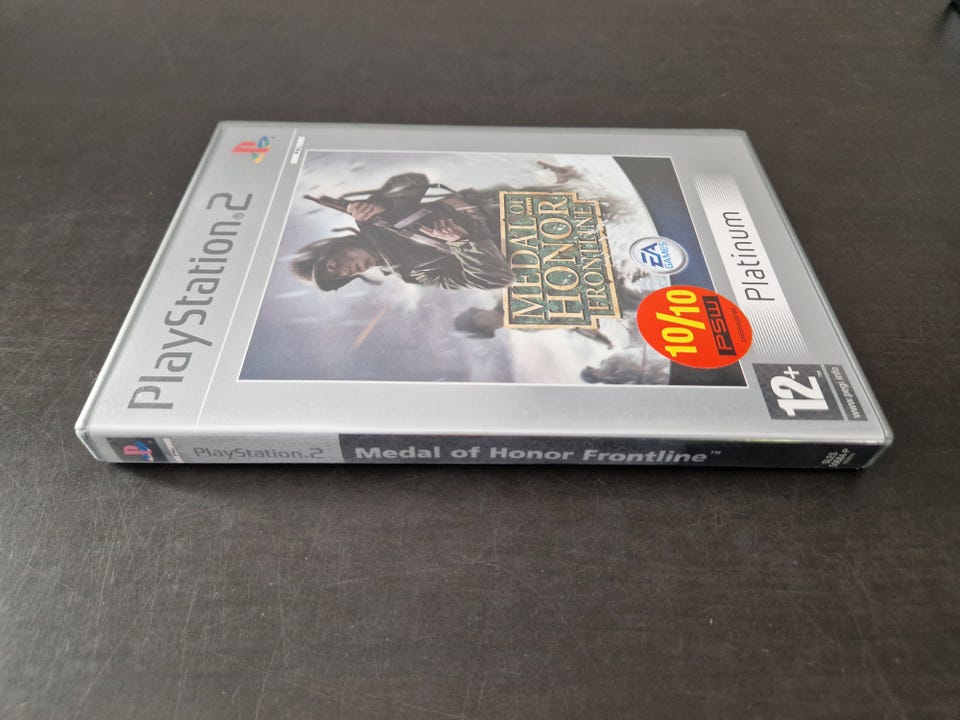 PlayStation®2
MEDAL OF
HONOR
FRONTLINE
EA
GAMES
10/10
PSW
Platinum
12+
www.pegi.info
PlayStation®2
Medal of Honor Frontline™
SLES-